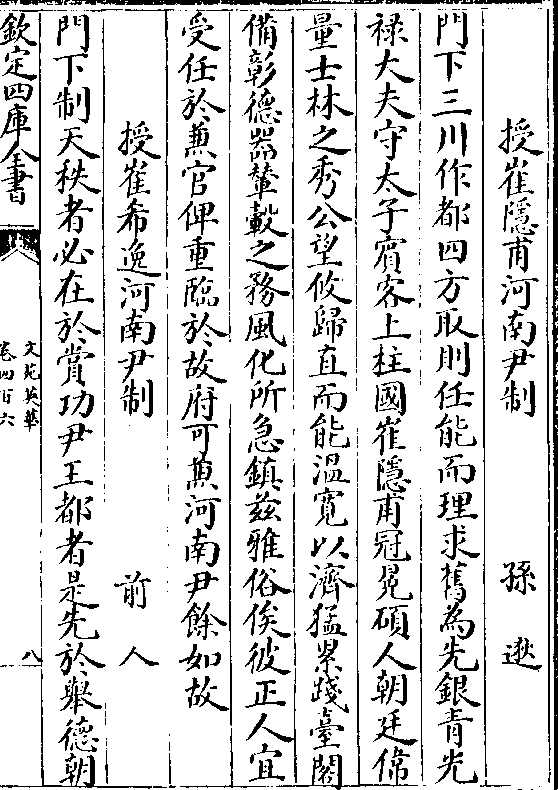 授崔隱甫河南尹制 孫逖
門下三川作都四方取則任能而理求舊為先銀青光
祿大夫守太子賓客上柱國崔隱甫冠冕碩人朝廷偉
量士林之秀公望攸歸直而能溫寬以濟猛累踐臺閣
備彰德器輦轂之務風化所急鎮兹雅俗俟彼正人宜
受任於兼官俾重臨於故府可兼河南尹餘如故
授崔希逸河南尹制 前人
門下制天秩者必在於賞功尹王都者是先於舉德朝
欽定四庫全書
文苑英華
卷四百六
八